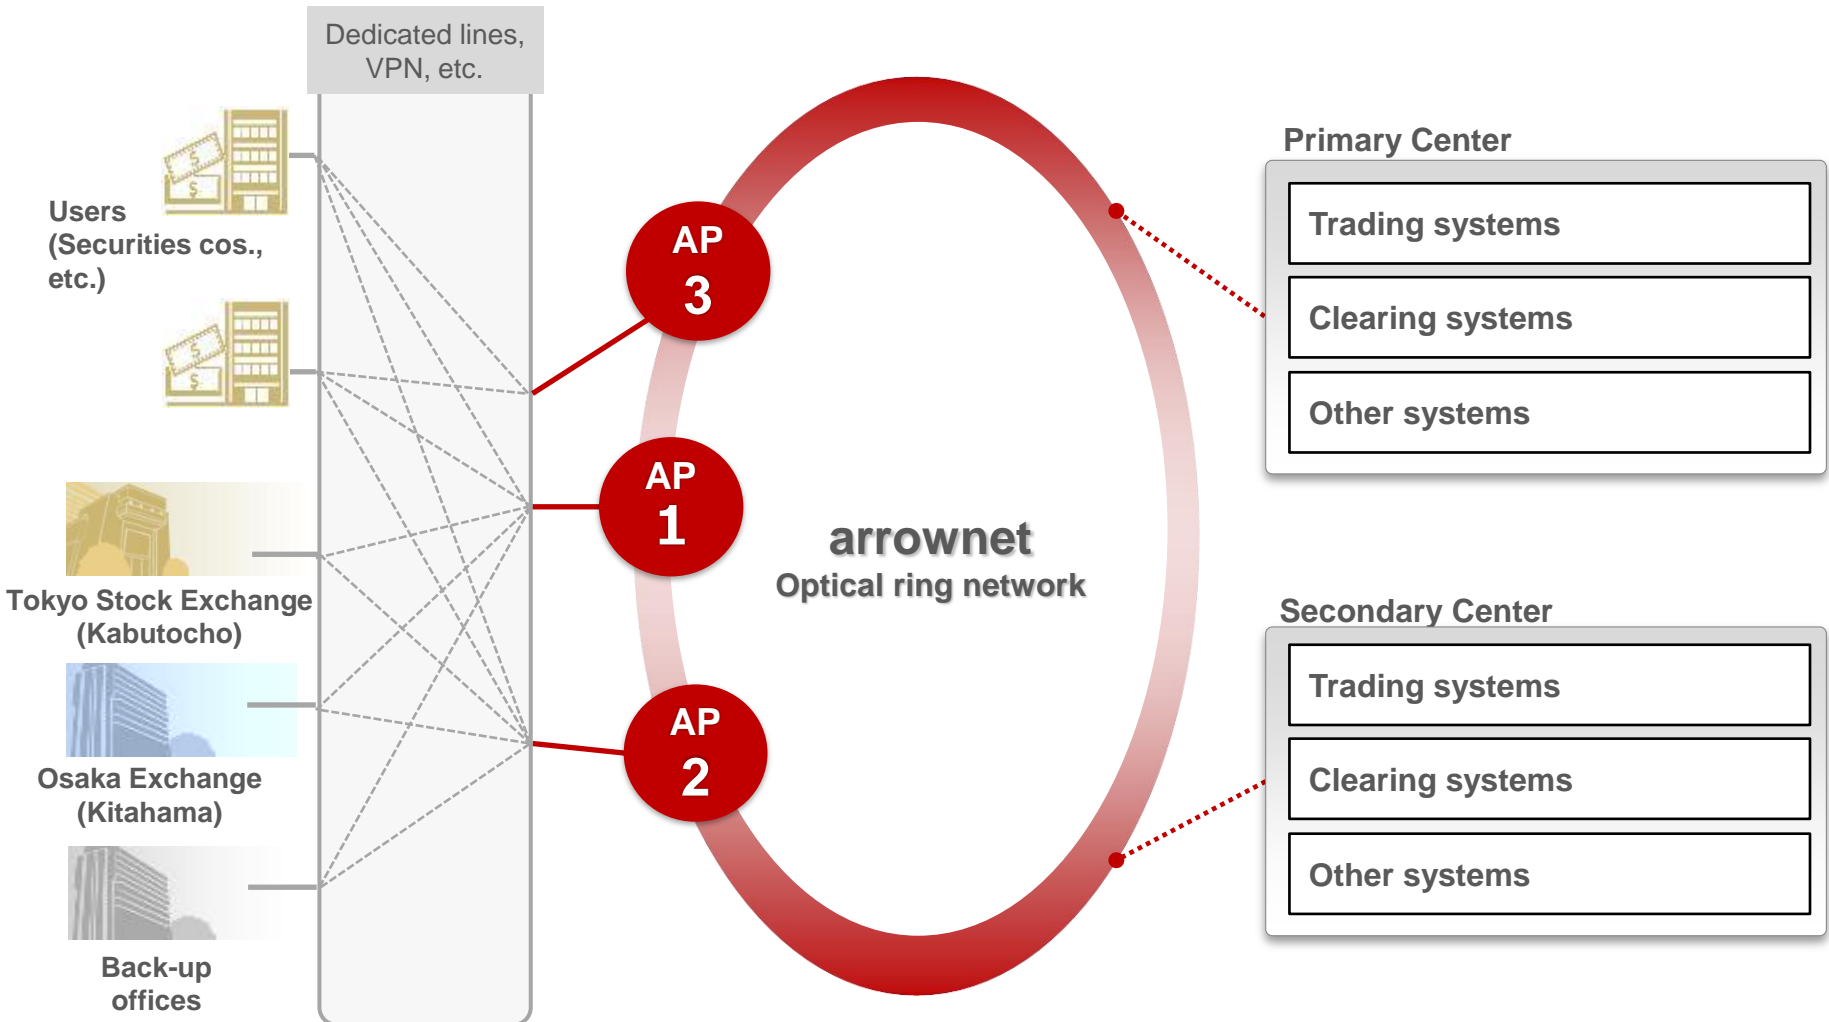 Dedicated lines,
VPN, etc.
Users
(Securities cos.,
etc.)
Tokyo Stock Exchange
(Kabutocho)
Osaka Exchange
(Kitahama)
Back-up
offices
AP
3
AP
1
AP
2
arrownet
Optical ring network
Primary Center
Trading systems
Clearing systems
Other systems
Secondary Center
Trading systems
Clearing systems
Other systems